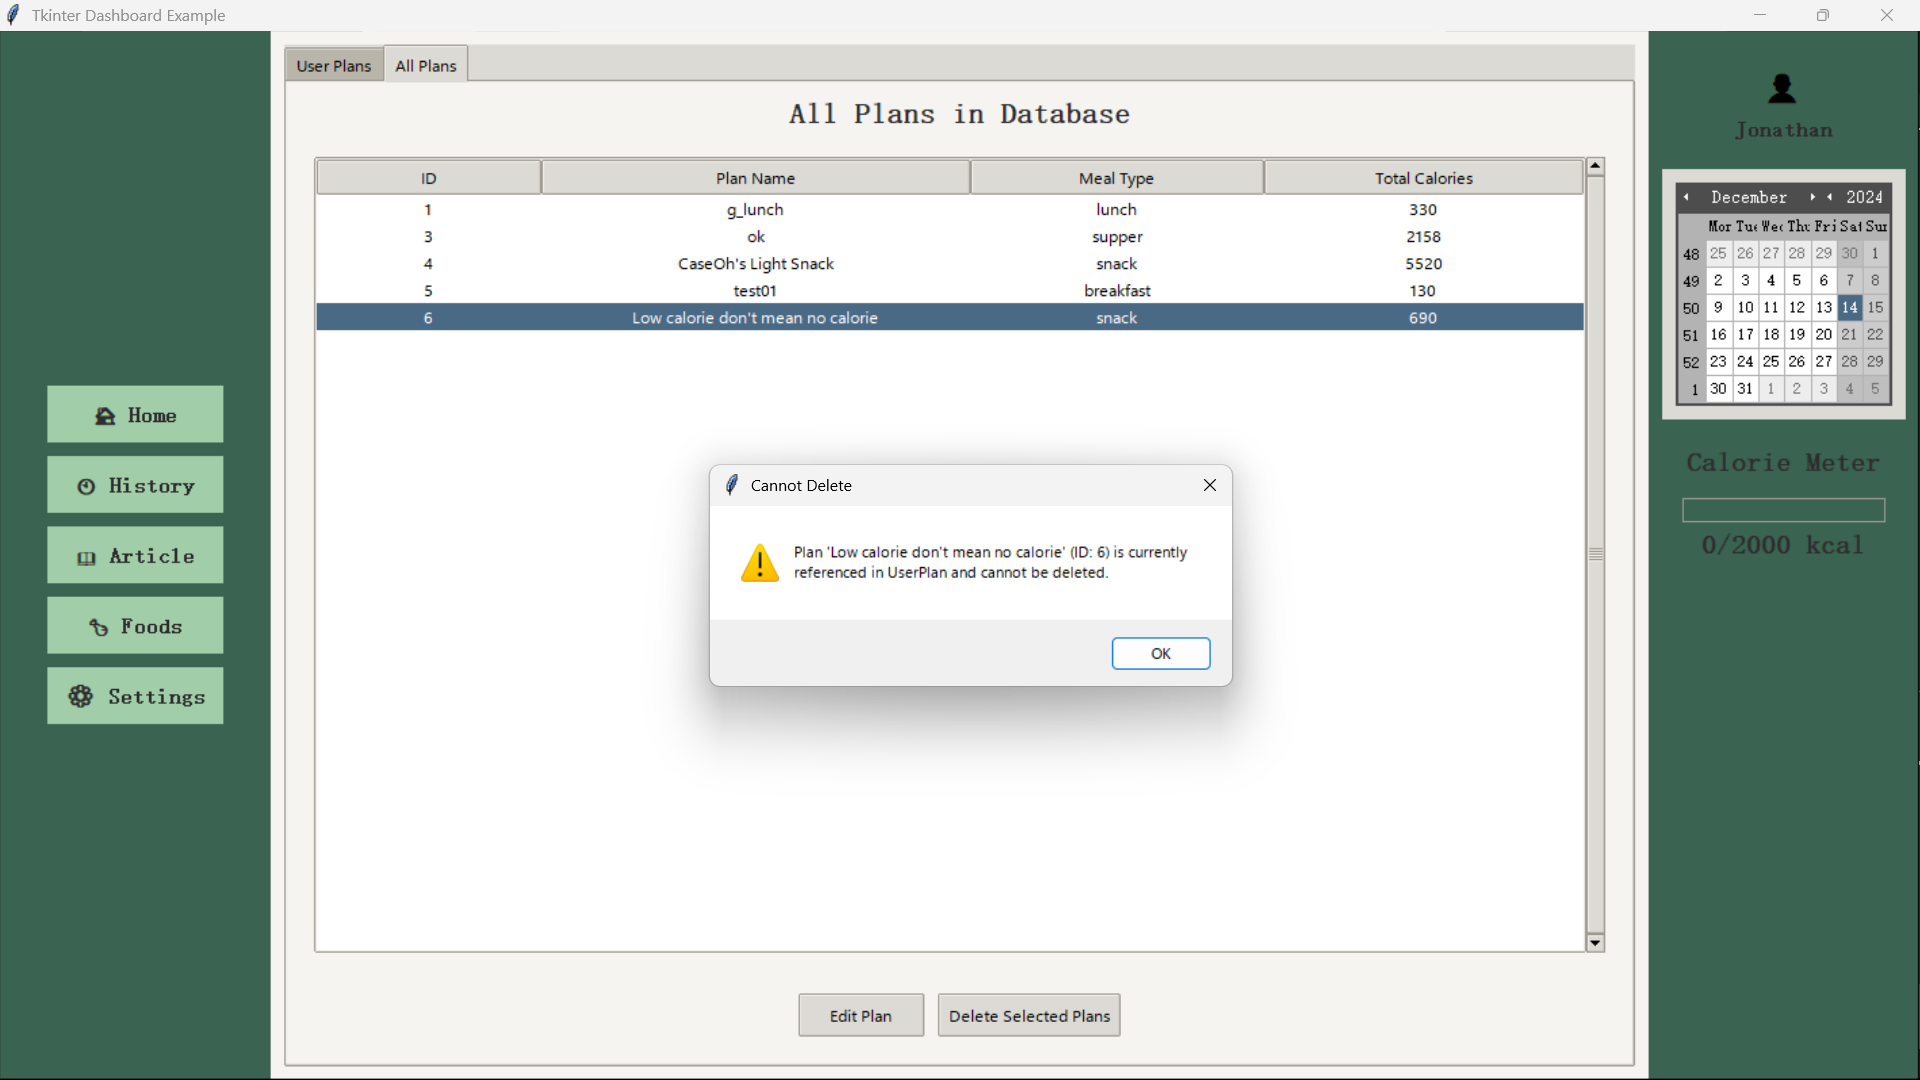 Tkinter Dashboard Example
User Plans
All Plans
All Plans in Database
ID Plan Name Meal Type Total Calories
1 g_lunch lunch 330
3 ok supper 2158
4 CaseOh's Light Snack snack 5520
5 test01 breakfast 130
6 Low calorie don't mean no calorie snack 690
Cannot Delete
Plan 'Low calorie don't mean no calorie' (ID: 6) is currently
referenced in UserPlan and cannot be deleted.
OK
Edit Plan
Delete Selected Plans
Home
History
Article
Foods
Settings
Jonathan
December 2024
Mon Tue Wed Thu Fri Sat Sun
48 25 26 27 28 29 30 1
49 2 3 4 5 6 7 8
50 9 10 11 12 13 14 15
51 16 17 18 19 20 21 22
52 23 24 25 26 27 28 29
1 30 31 1 2 3 4 5
Calorie Meter
0/2000 kcal